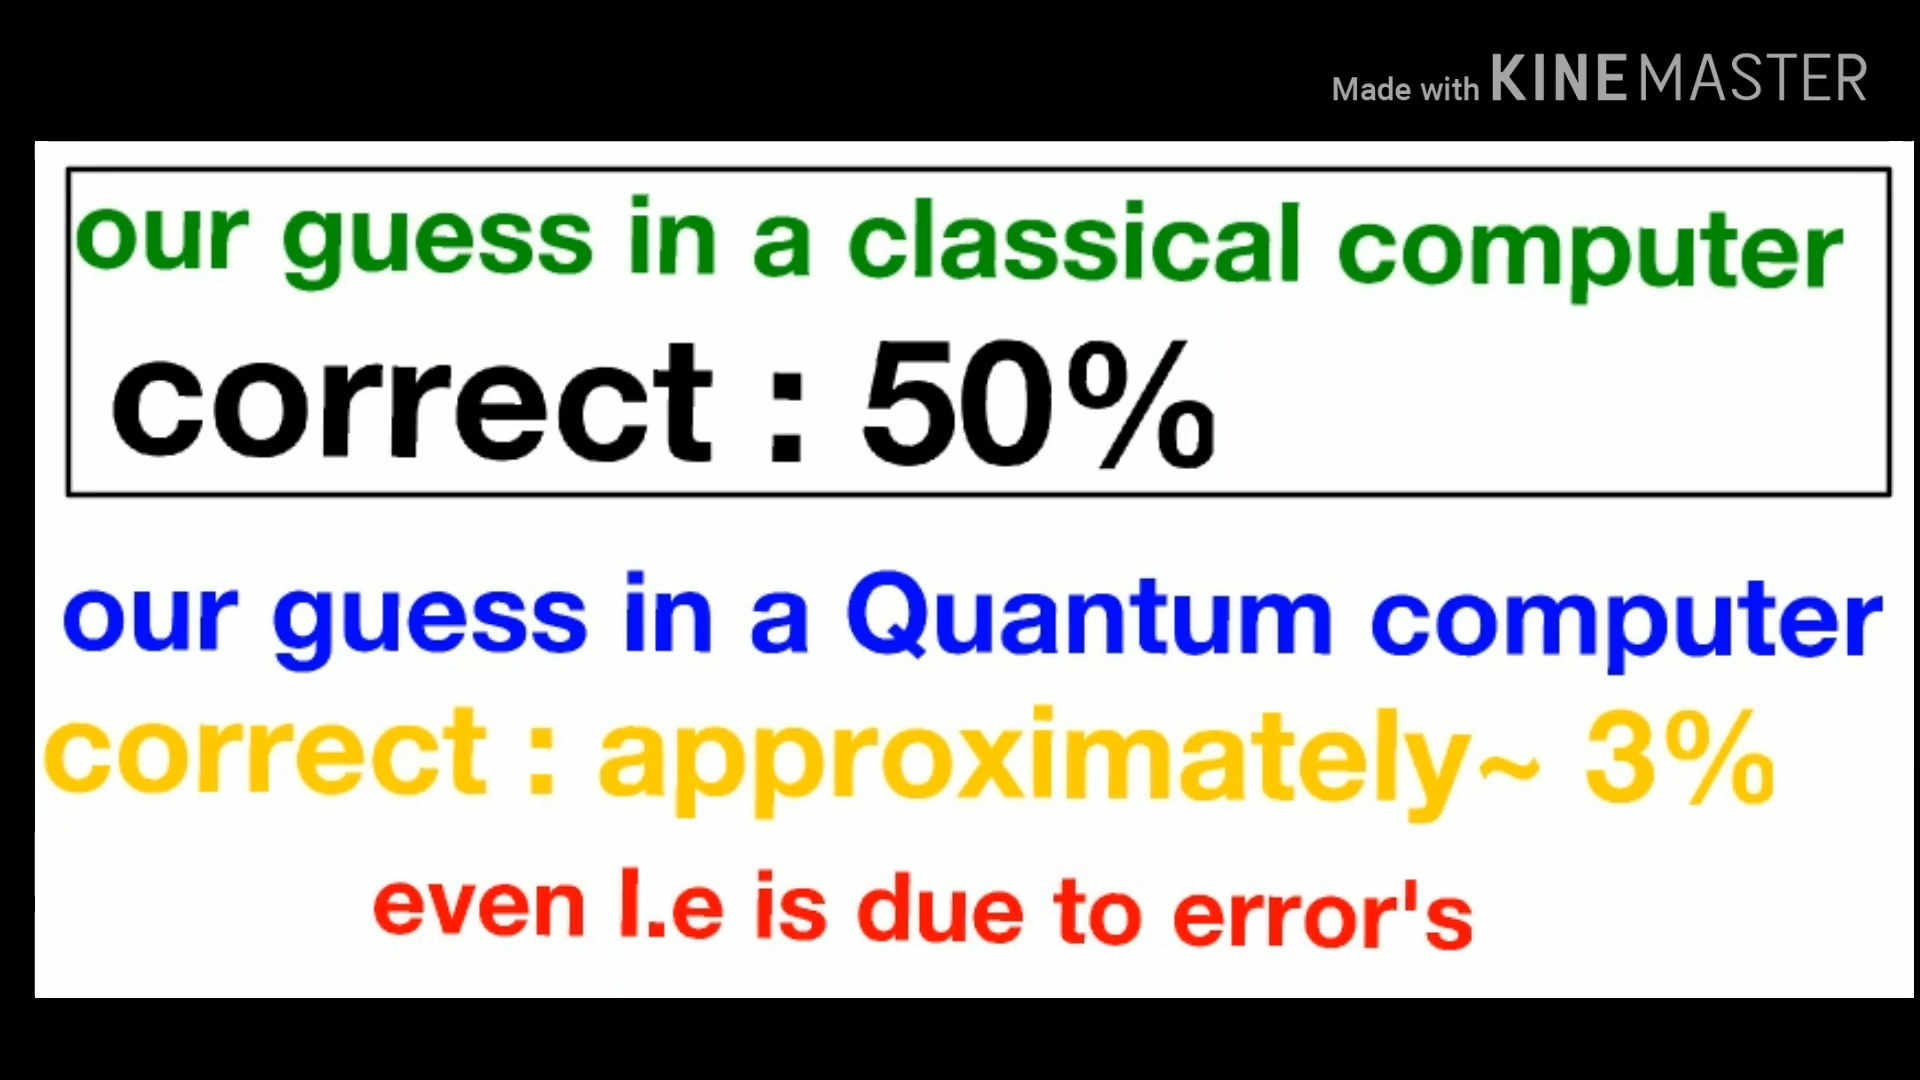 Made with KINEMASTER
our guess in a classical computer
correct : 50%
our guess in a Quantum computer
correct : approximately~ 3%
even I.e is due to error's